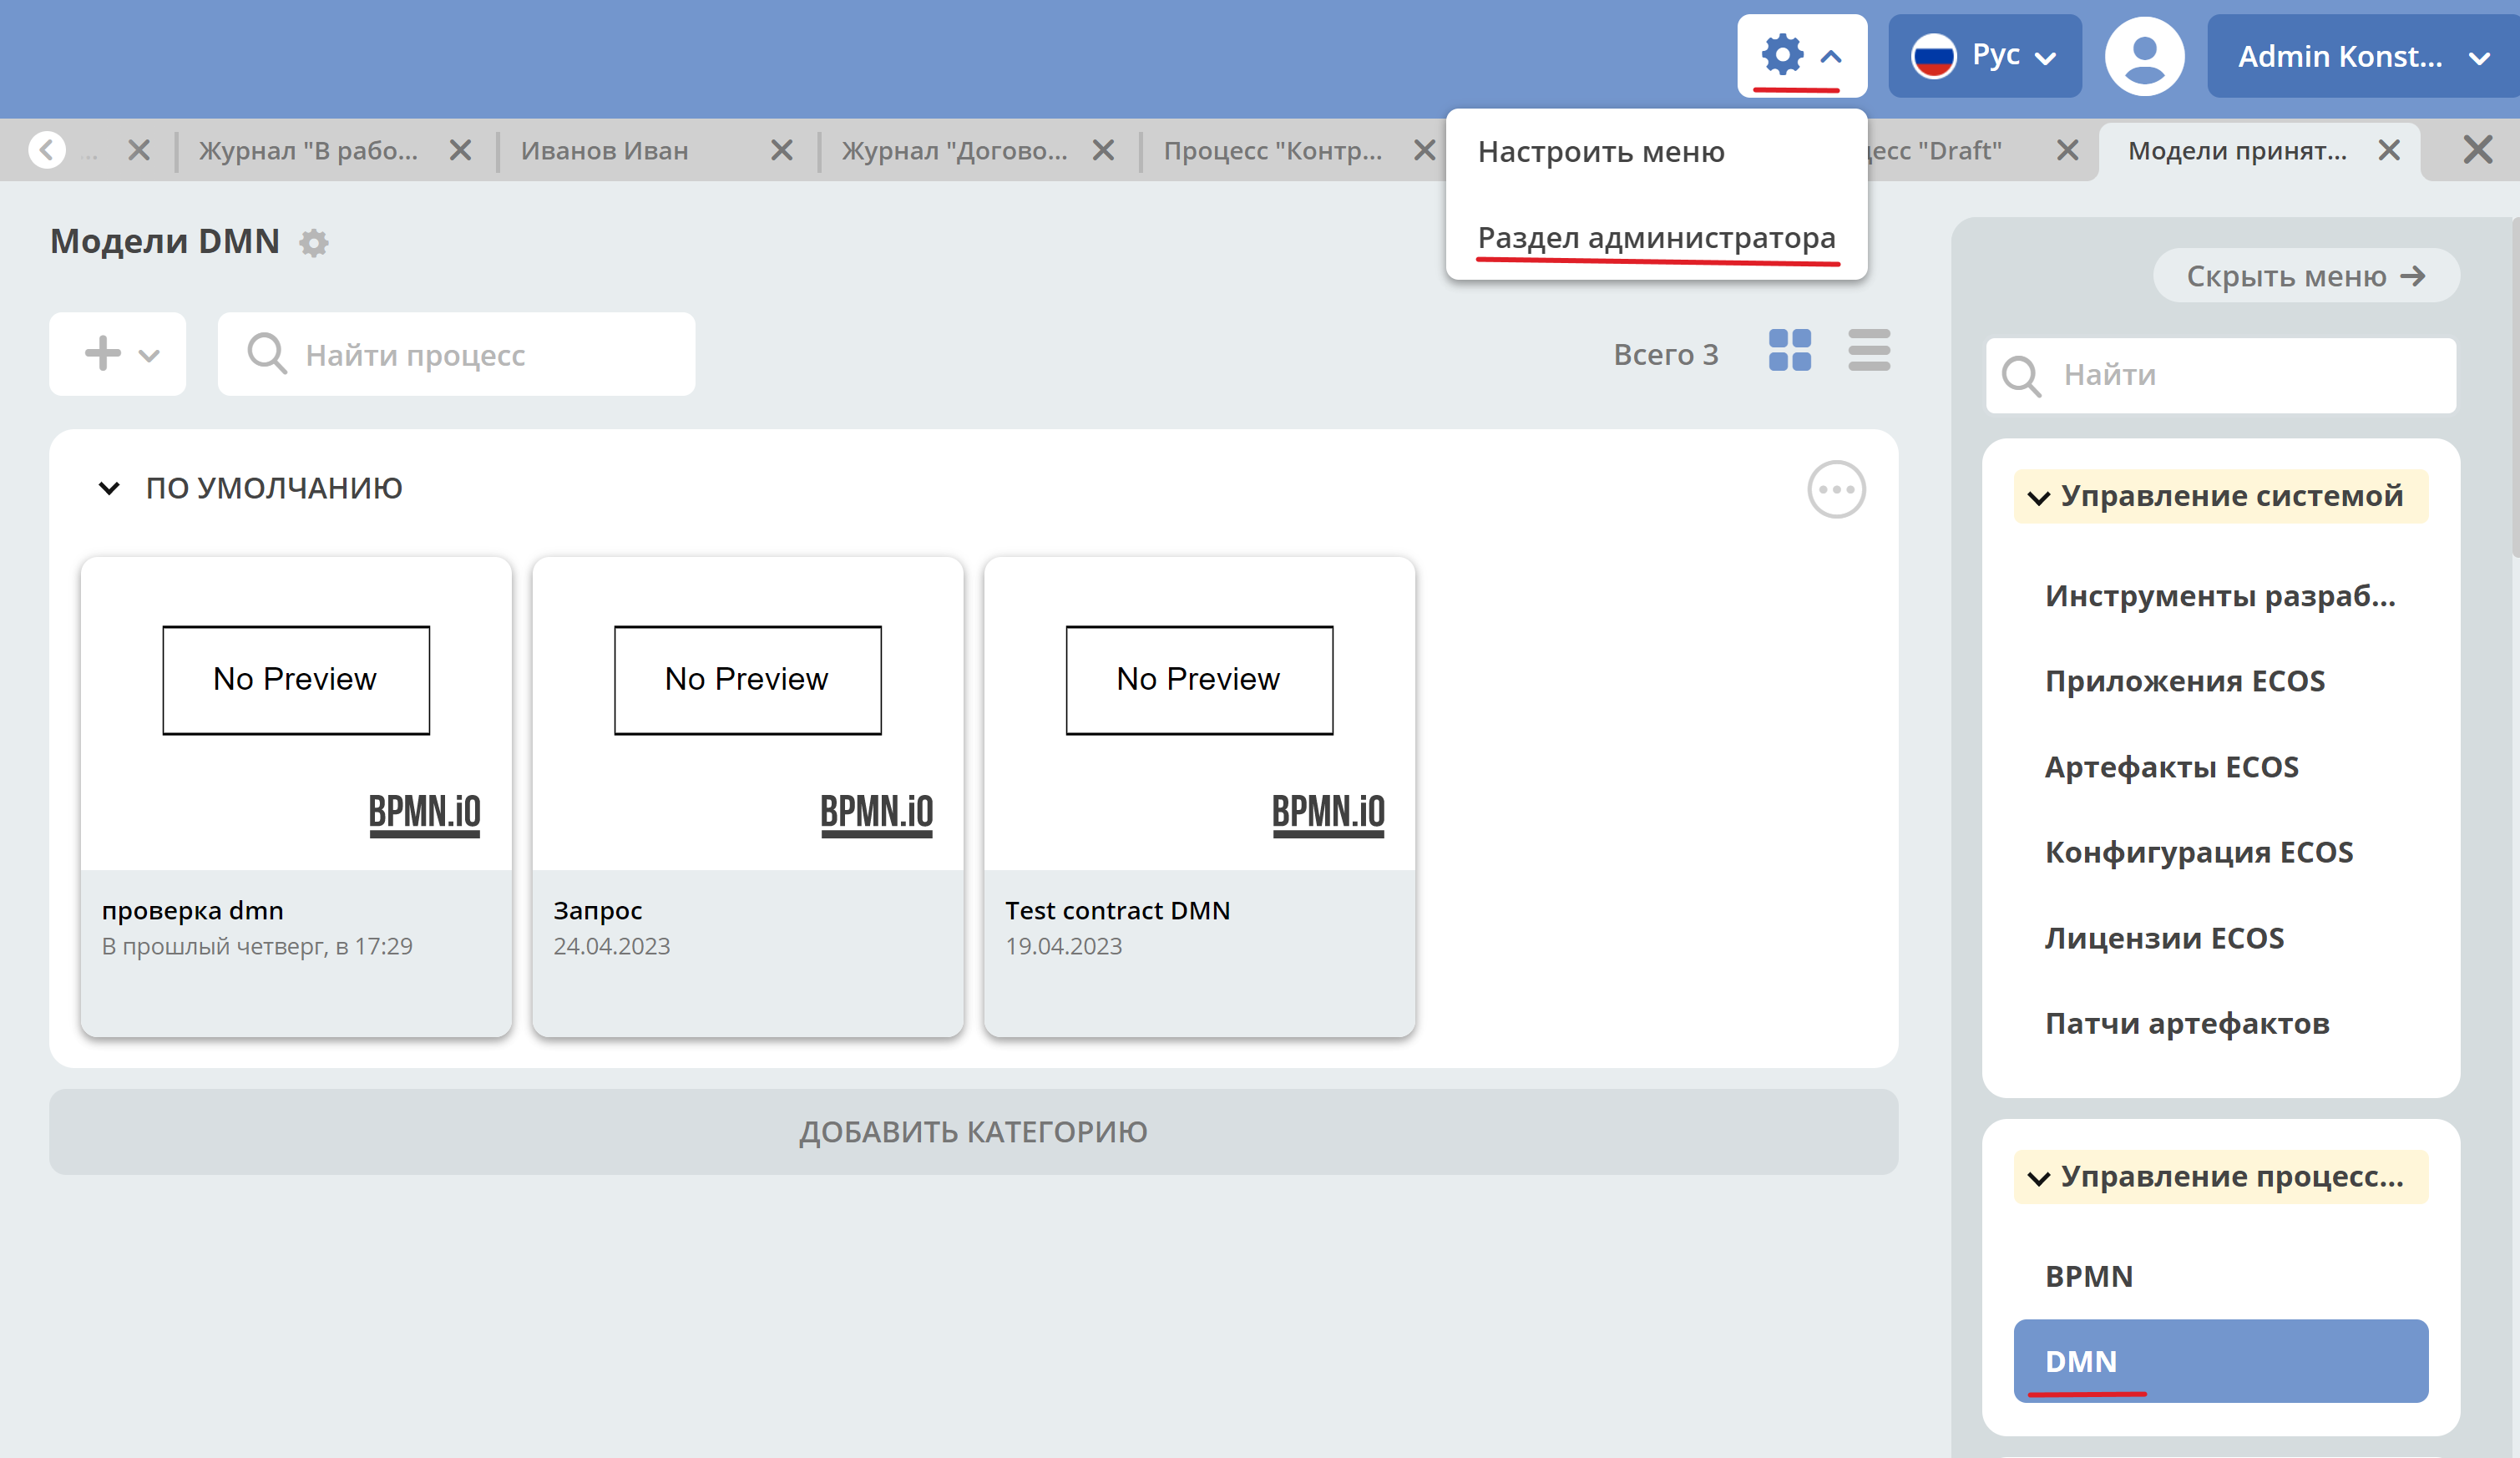 Рус
Admin Konst...
Настроить меню
Раздел администратора
...
Журнал "В рабо...
Иванов Иван
Журнал "Догово...
Процесс "Контр...
цесс "Draft"
Модели принят...
Модели DMN
Найти процесс
Всего 3
ПО УМОЛЧАНИЮ
No Preview
BPMN.iO
проверка dmn
В прошлый четверг, в 17:29
No Preview
BPMN.iO
Запрос
24.04.2023
No Preview
BPMN.iO
Test contract DMN
19.04.2023
ДОБАВИТЬ КАТЕГОРИЮ
Скрыть меню
Найти
Управление системой
Инструменты разраб...
Приложения ECOS
Артефакты ECOS
Конфигурация ECOS
Лицензии ECOS
Патчи артефактов
Управление процесс...
BPMN
DMN